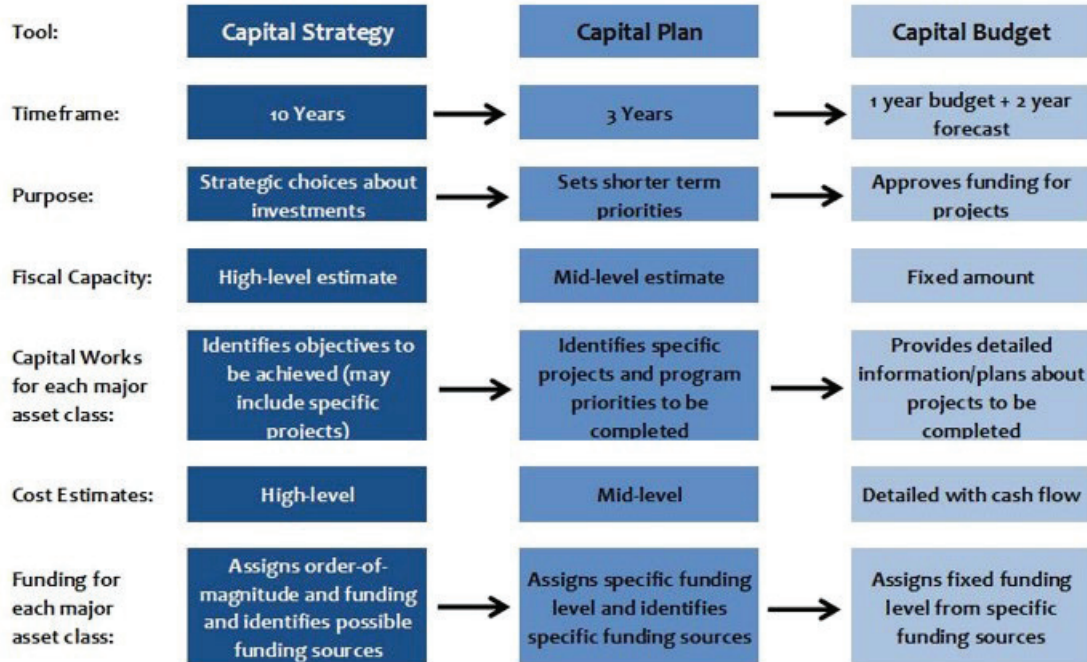 Tool:
Capital Strategy
Capital Plan
Capital Budget
Timeframe:
10 Years
3 Years
1 year budget + 2 year
forecast
Purpose:
Strategic choices about
investments
Sets shorter term
priorities
Approves funding for
projects
Fiscal Capacity:
High-level estimate
Mid-level estimate
Fixed amount
Capital Works
for each major
asset class:
Identifies objectives to
be achieved (may
include specific
projects)
Identifies specific
projects and program
priorities to be
completed
Provides detailed
information/plans about
projects to be
completed
Cost Estimates:
High-level
Mid-level
Detailed with cash flow
Funding for
each major
asset class:
Assigns order-of-
magnitude and funding
and identifies possible
funding sources
Assigns specific funding
level and identifies
specific funding sources
Assigns fixed funding
level from specific
funding sources